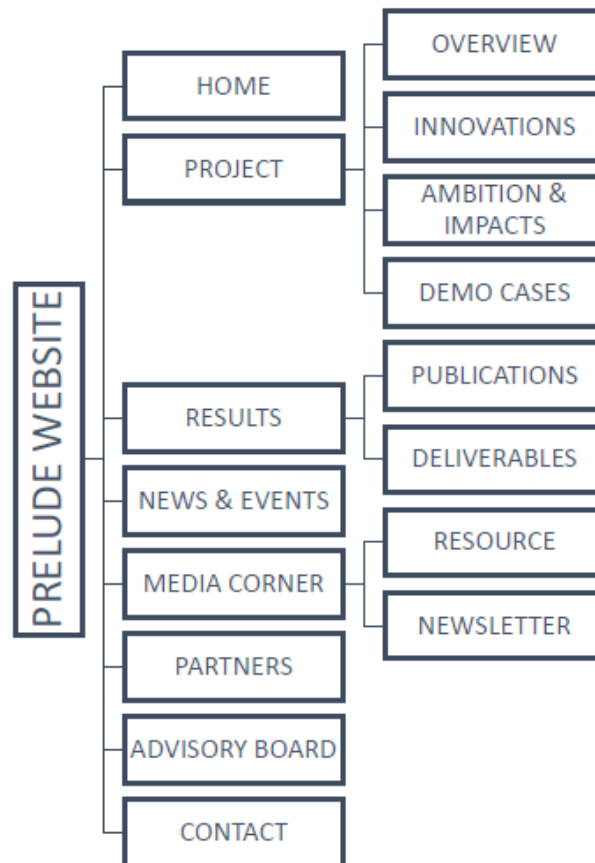 PRELUDE WEBSITE
HOME
PROJECT
OVERVIEW
INNOVATIONS
AMBITION &
IMPACTS
DEMO CASES
RESULTS
PUBLICATIONS
DELIVERABLES
NEWS & EVENTS
MEDIA CORNER
RESOURCE
NEWSLETTER
PARTNERS
ADVISORY BOARD
CONTACT